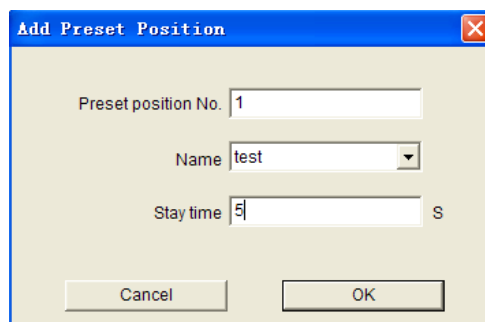 Add Preset Position
Preset position No. 1
Name test
Stay time 5 S
Cancel OK